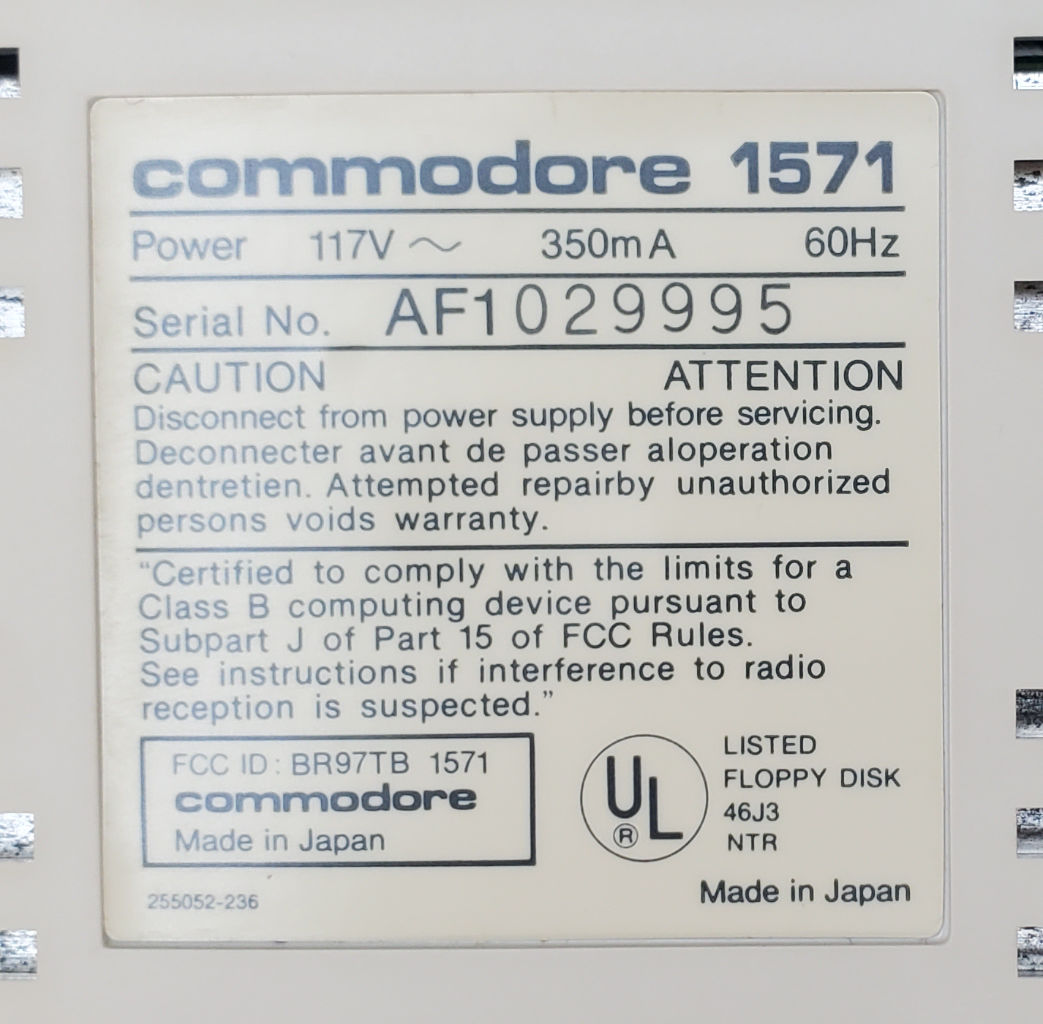 commodore 1571
Power 117V ~ 350mA 60Hz
Serial No. AF1029995
CAUTION ATTENTION
Disconnect from power supply before servicing.
Deconnecter avant de passer aloperation
dentretien. Attempted repairby unauthorized
persons voids warranty.
“Certified to comply with the limits for a
Class B computing device pursuant to
Subpart J of Part 15 of FCC Rules.
See instructions if interference to radio
reception is suspected.”
FCC ID: BR97TB 1571
commodore
Made in Japan
255052-236
UL ®
LISTED
FLOPPY DISK
46J3
NTR
Made in Japan